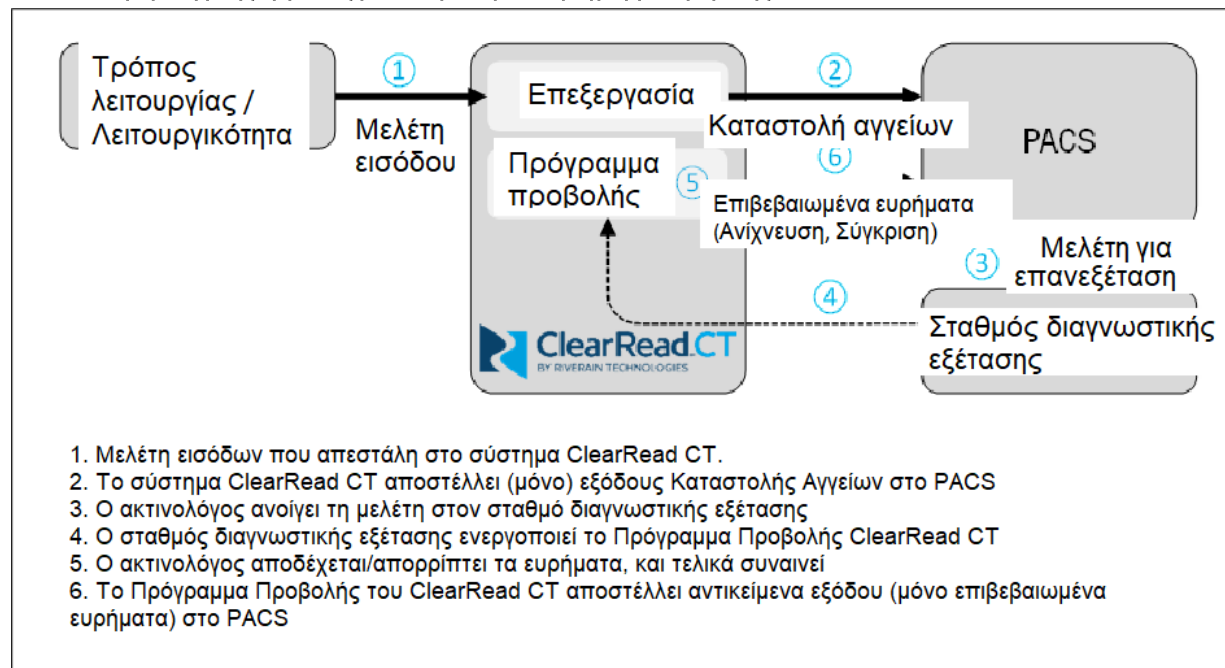 Τρόπος
λειτουργίας /
Λειτουργικότητα
①
Μελέτη
εισόδου
Επεξεργασία
②
Καταστολή αγγείων
PACS
Πρόγραμμα
προβολής
⑤
⑥
Επιβεβαιωμένα ευρήματα
(Ανίχνευση, Σύγκριση)
③
Μελέτη για
επανεξέταση
④
Σταθμός διαγνωστικής
εξέτασης
ClearRead CT
BY RIVERAIN TECHNOLOGIES
1. Μελέτη εισόδων που απεστάλη στο σύστημα ClearRead CT.
2. Το σύστημα ClearRead CT αποστέλλει (μόνο) εξόδους Καταστολής Αγγείων στο PACS
3. Ο ακτινολόγος ανοίγει τη μελέτη στον σταθμό διαγνωστικής εξέτασης
4. Ο σταθμός διαγνωστικής εξέτασης ενεργοποιεί το Πρόγραμμα Προβολής ClearRead CT
5. Ο ακτινολόγος αποδέχεται/απορρίπτει τα ευρήματα, και τελικά συναινεί
6. Το Πρόγραμμα Προβολής του ClearRead CT αποστέλλει αντικείμενα εξόδου (μόνο επιβεβαιωμένα
ευρήματα) στο PACS